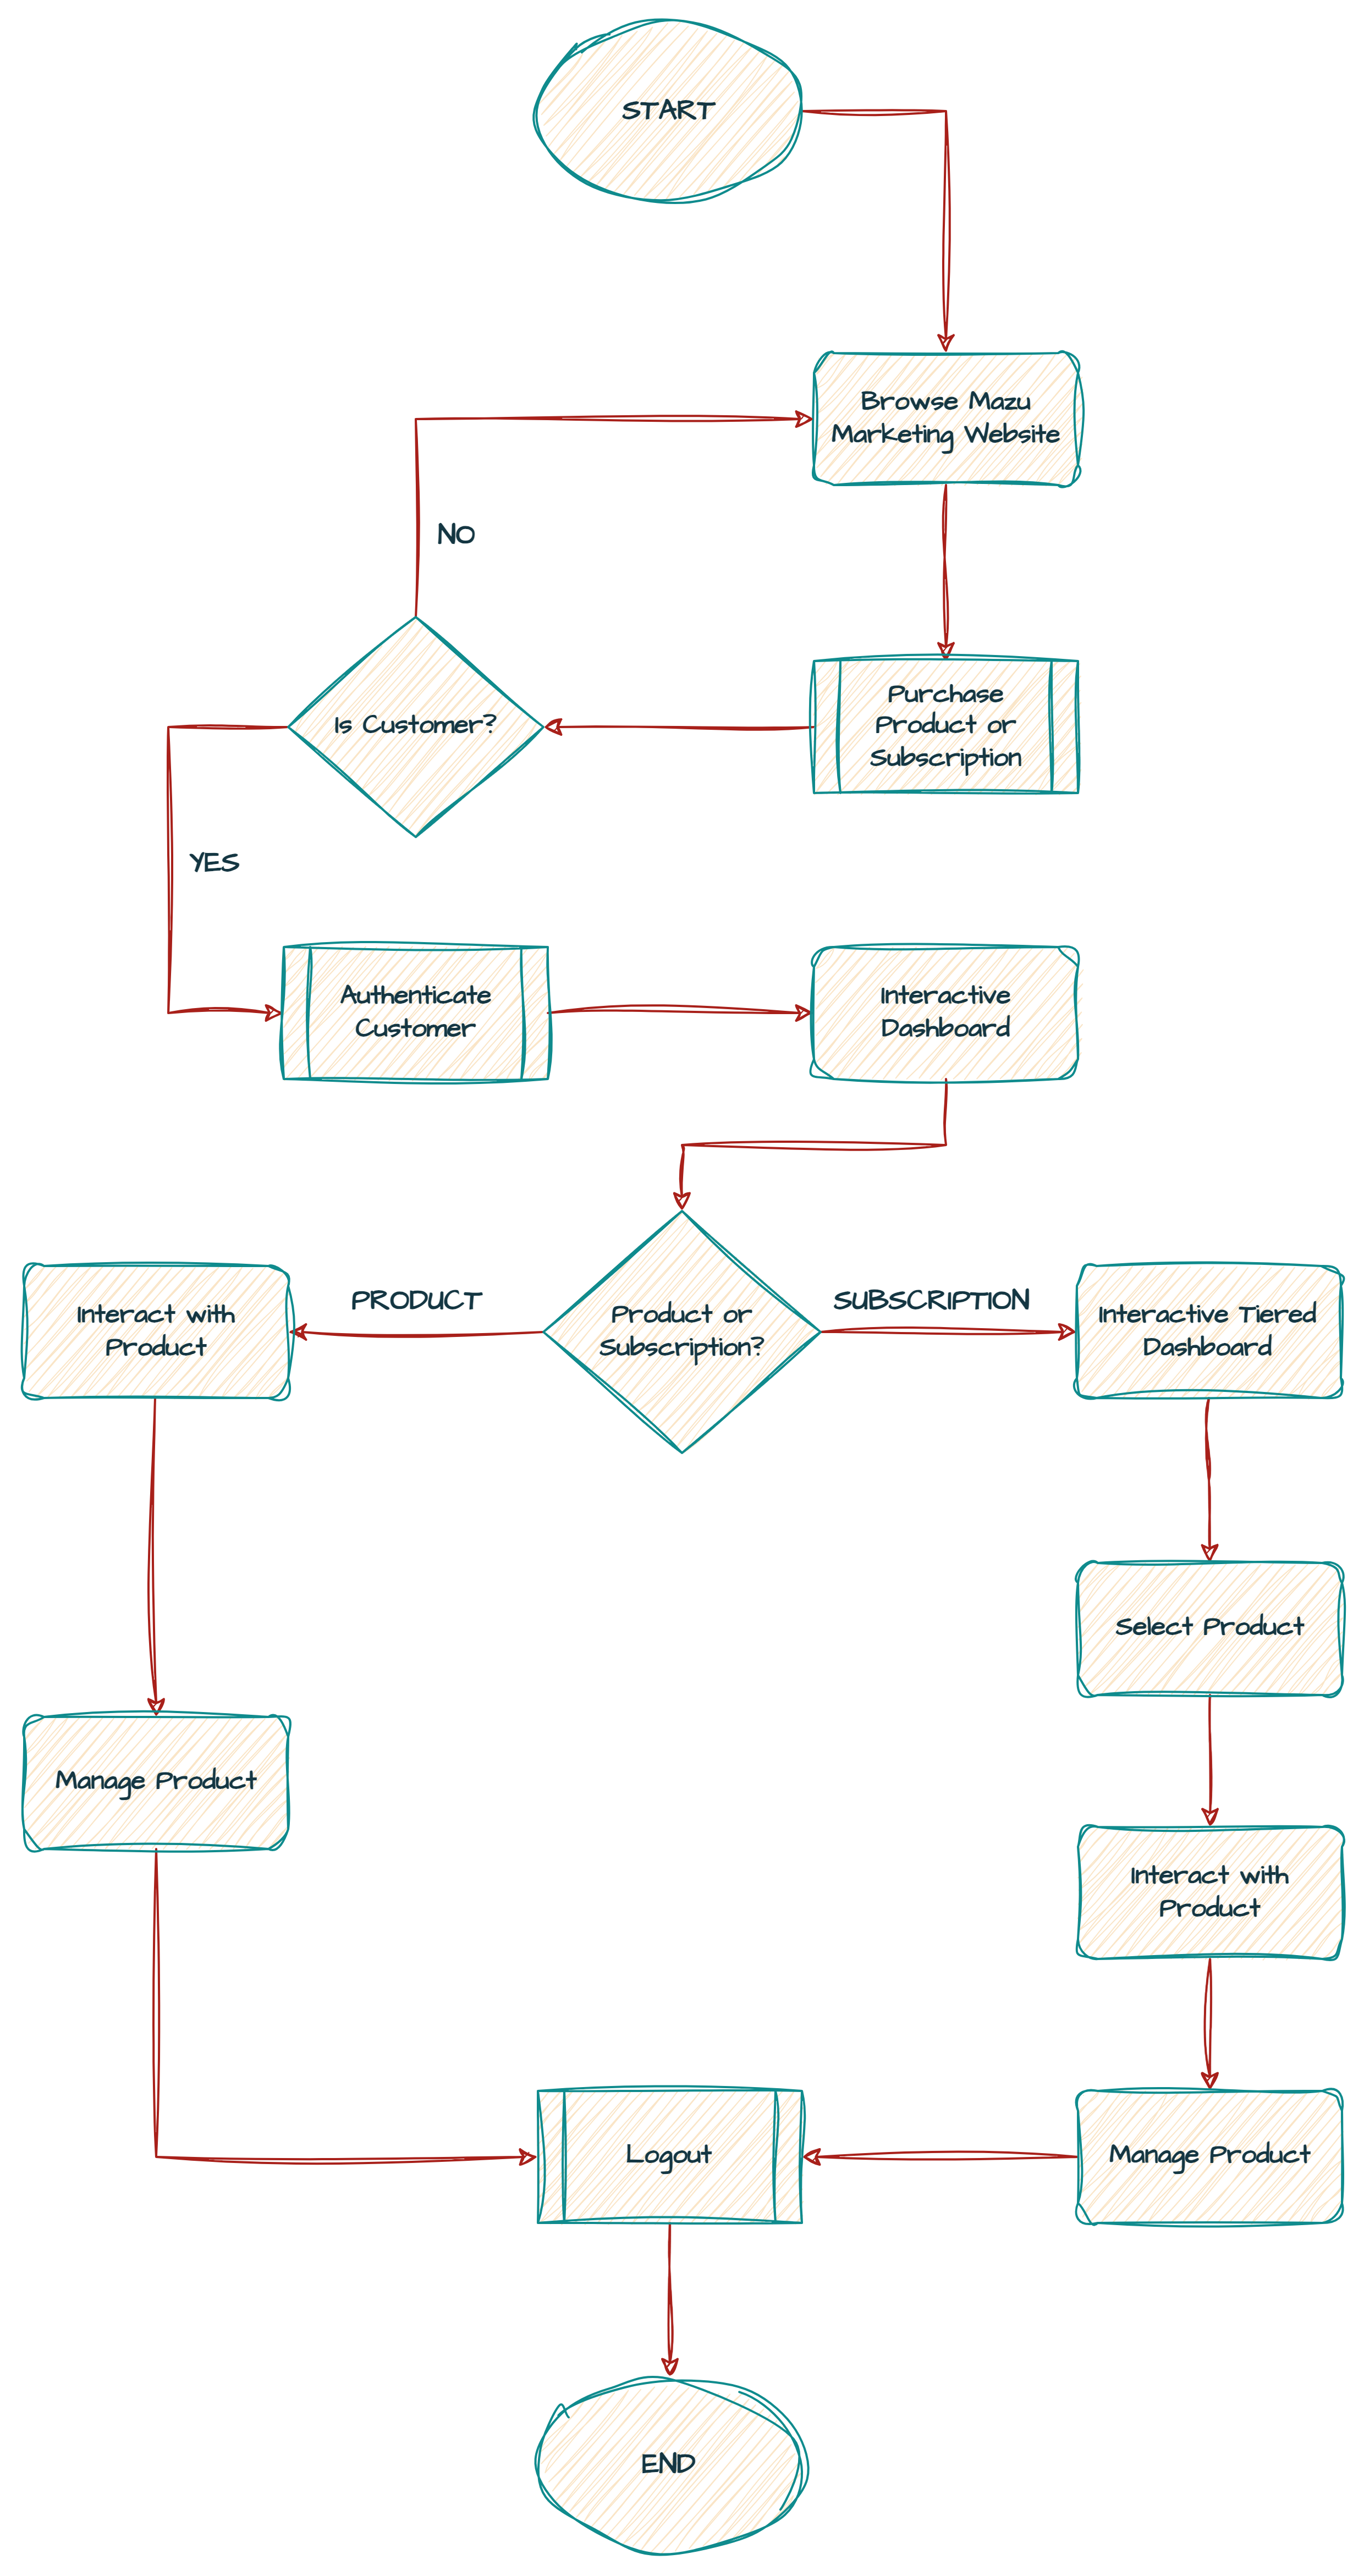 START
Browse Mazu
Marketing Website
NO
Purchase
Product or
Subscription
Is Customer?
YES
Authenticate
Customer
Interactive
Dashboard
PRODUCT
SUBSCRIPTION
Interact with
Product
Product or
Subscription?
Interactive Tiered
Dashboard
Select Product
Manage Product
Interact with
Product
Logout
Manage Product
END